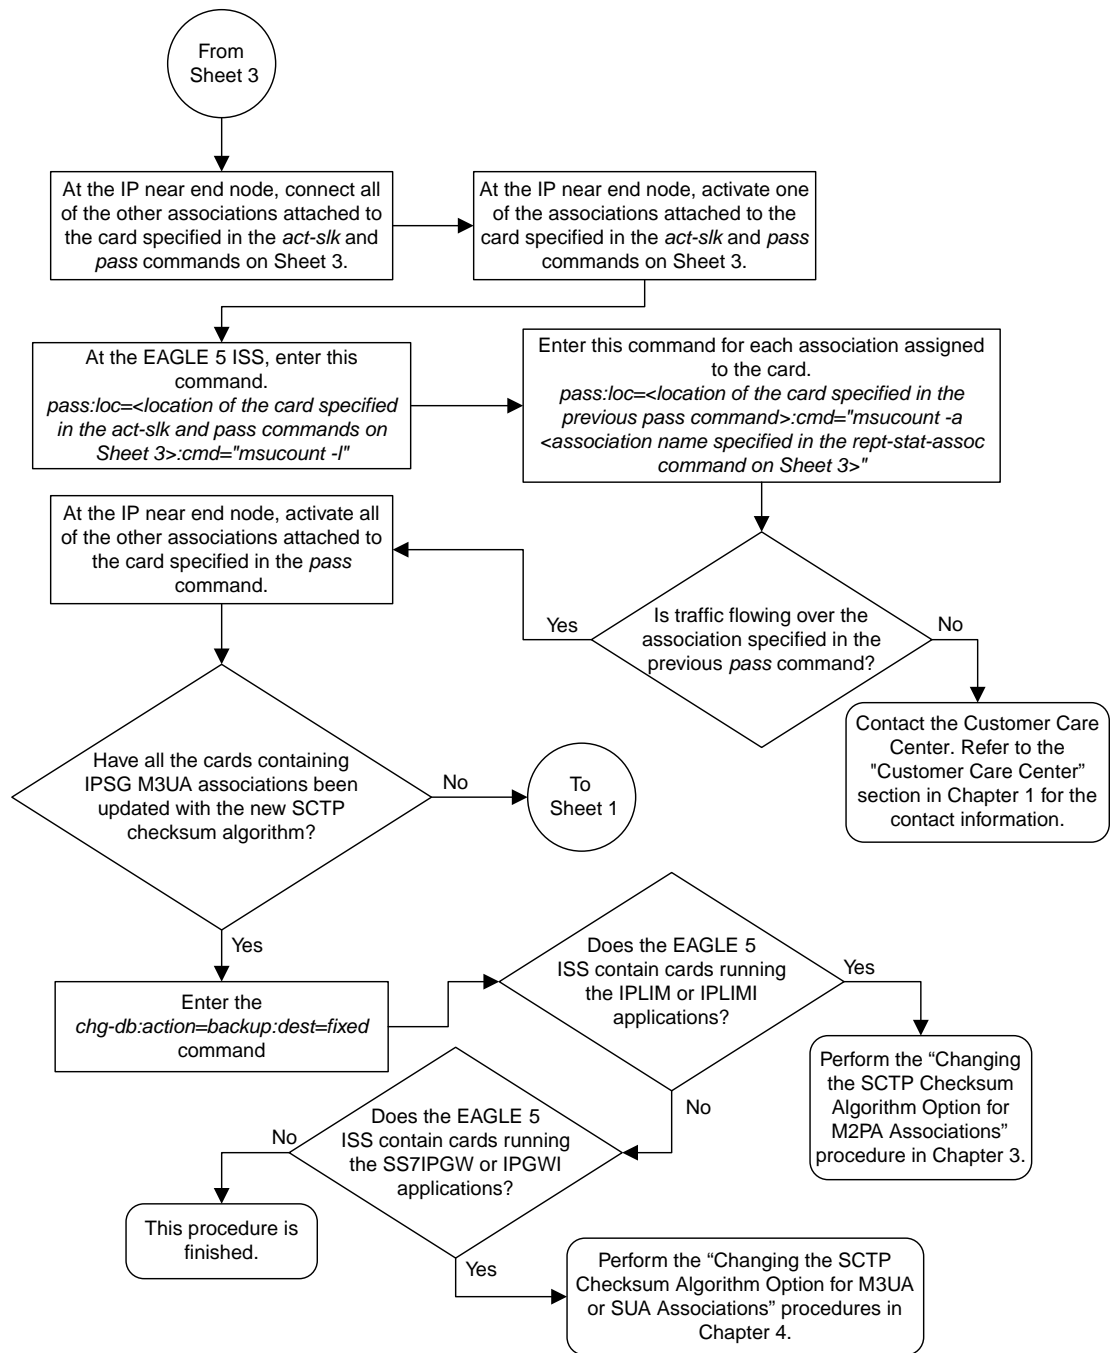 From
Sheet 3
At the IP near end node, connect all
of the other associations attached to
the card specified in the act-slk and
pass commands on Sheet 3.
At the IP near end node, activate one
of the associations attached to the
card specified in the act-slk and pass
commands on Sheet 3.
At the EAGLE 5 ISS, enter this
command.
pass:loc=<location of the card specified
in the act-slk and pass commands on
Sheet 3>:cmd="msucount -l"
Enter this command for each association assigned
to the card.
pass:loc=<location of the card specified in the
previous pass command>:cmd="msucount -a
<association name specified in the rept-stat-assoc
command on Sheet 3>"
At the IP near end node, activate all
of the other associations attached to
the card specified in the pass
command.
Is traffic flowing over the
association specified in the
previous pass command?
Yes
No
Contact the Customer Care
Center. Refer to the
"Customer Care Center”
section in Chapter 1 for the
contact information.
Have all the cards containing
IPSG M3UA associations been
updated with the new SCTP
checksum algorithm?
No
To
Sheet 1
Yes
Enter the
chg-db:action=backup:dest=fixed
command
Does the EAGLE 5
ISS contain cards running
the IPLIM or IPLIMI
applications?
Yes
Perform the “Changing
the SCTP Checksum
Algorithm Option for
M2PA Associations”
procedure in Chapter 3.
No
Does the EAGLE 5
ISS contain cards running
the SS7IPGW or IPGWI
applications?
No
This procedure is
finished.
Yes
Perform the “Changing the SCTP
Checksum Algorithm Option for M3UA
or SUA Associations” procedures in
Chapter 4.